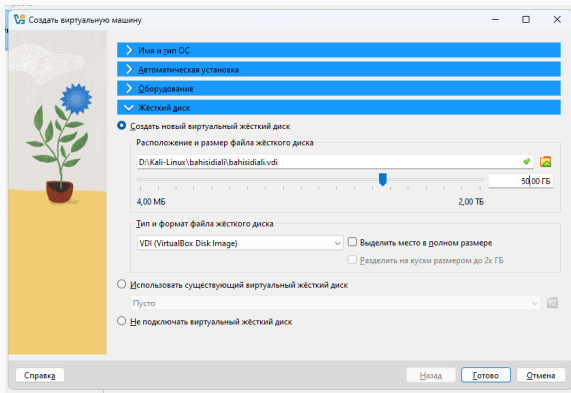 Создать виртуальную машину
Имя и тип ОС
Автоматическая установка
Оборудование
Жёсткий диск
Создать новый виртуальный жёсткий диск
Расположение и размер файла жёсткого диска
D:\Kali-Linux\bahisidiali\bahisidiali.vdi
50,00 ГБ
4,00 МБ 2,00 ТБ
Тип и формат файла жёсткого диска
VDI (VirtualBox Disk Image) Выделить место в полном размере
Разделить на куски размером до 2х ГБ
Использовать существующий виртуальный жёсткий диск
Пусто
Не подключать виртуальный жёсткий диск
Справка Назад Готово Отмена